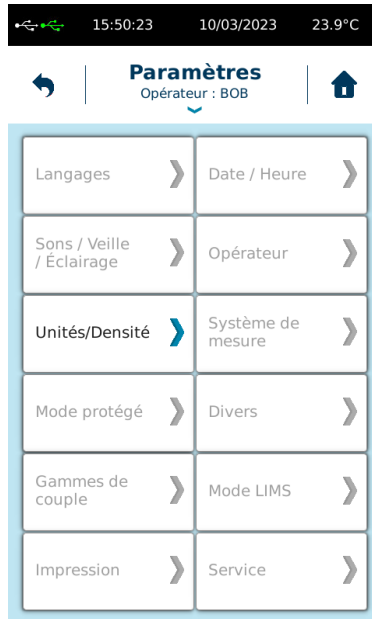 15:50:23 10/03/2023 23.9°C
Paramètres
Opérateur : BOB
Langages Date / Heure
Sons / Veille
/ Éclairage
Opérateur
Unités/Densité
Système de
mesure
Mode protégé Divers
Gammes de
couple
Mode LIMS
Impression Service